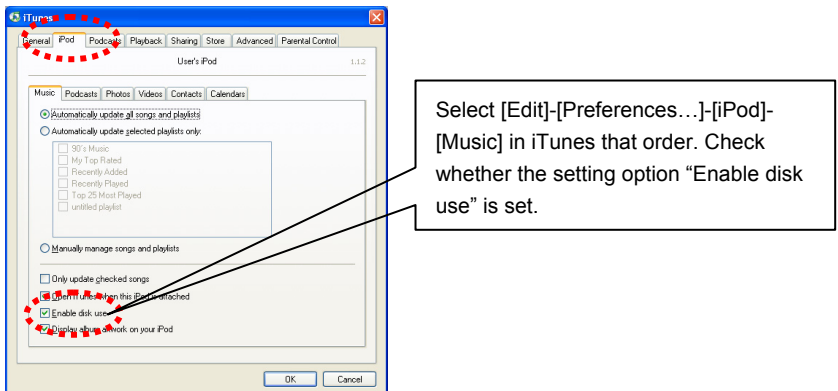 iTunes
General iPod Podcasts Playback Sharing Store Advanced Parental Control
User's iPod 1.1.2
Music Podcasts Photos Videos Contacts Calendars
Automatically update all songs and playlists
Automatically update selected playlists only:
90's Music
My Top Rated
Recently Added
Recently Played
Top 25 Most Played
untitled playlist
Manually manage songs and playlists
Only update checked songs
Open iTunes when this iPod is attached
Enable disk use
Display album artwork on your iPod
OK Cancel
Select [Edit]-[Preferences…]-[iPod]-
[Music] in iTunes that order. Check
whether the setting option “Enable disk
use” is set.